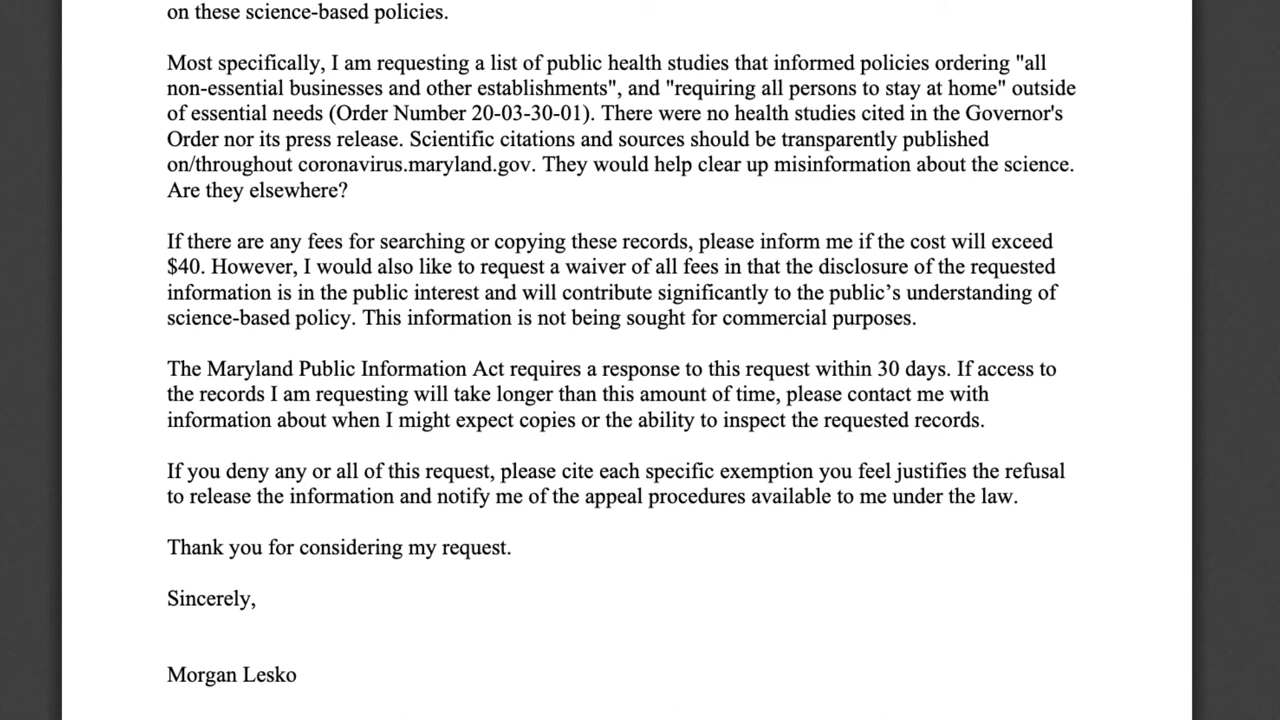 on these science-based policies.
Most specifically, I am requesting a list of public health studies that informed policies ordering "all
non-essential businesses and other establishments", and "requiring all persons to stay at home" outside
of essential needs (Order Number 20-03-30-01). There were no health studies cited in the Governor's
Order nor its press release. Scientific citations and sources should be transparently published
on/throughout coronavirus.maryland.gov. They would help clear up misinformation about the science.
Are they elsewhere?
If there are any fees for searching or copying these records, please inform me if the cost will exceed
$40. However, I would also like to request a waiver of all fees in that the disclosure of the requested
information is in the public interest and will contribute significantly to the public’s understanding of
science-based policy. This information is not being sought for commercial purposes.
The Maryland Public Information Act requires a response to this request within 30 days. If access to
the records I am requesting will take longer than this amount of time, please contact me with
information about when I might expect copies or the ability to inspect the requested records.
If you deny any or all of this request, please cite each specific exemption you feel justifies the refusal
to release the information and notify me of the appeal procedures available to me under the law.
Thank you for considering my request.
Sincerely,
Morgan Lesko